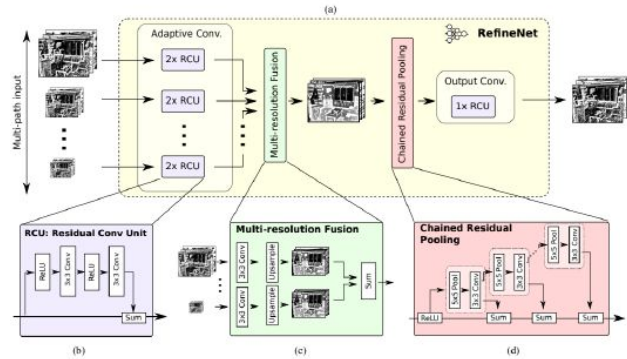 (a)
Adaptive Conv.
RefineNet
Multi-path input
2x RCU
2x RCU
2x RCU
Multi-resolution Fusion
Chained Residual Pooling
Output Conv.
1x RCU
RCU: Residual Conv Unit
ReLU
3x3 Conv
ReLU
3x3 Conv
Sum
(b)
Multi-resolution Fusion
3x3 Conv
Upsample
3x3 Conv
Upsample
Sum
(c)
Chained Residual
Pooling
ReLU
5x5 Pool
3x3 Conv
5x5 Pool
3x3 Conv
5x5 Pool
3x3 Conv
Sum
Sum
Sum
(d)